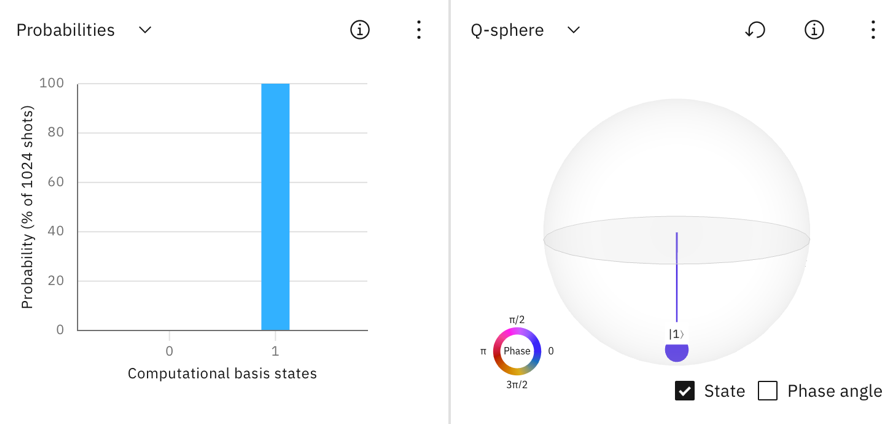 Probabilities
Probability (% of 1024 shots)
100
80
60
40
20
0
0 1
Computational basis states
Q-sphere
|1⟩
π/2
π Phase 0
3π/2
State Phase angle